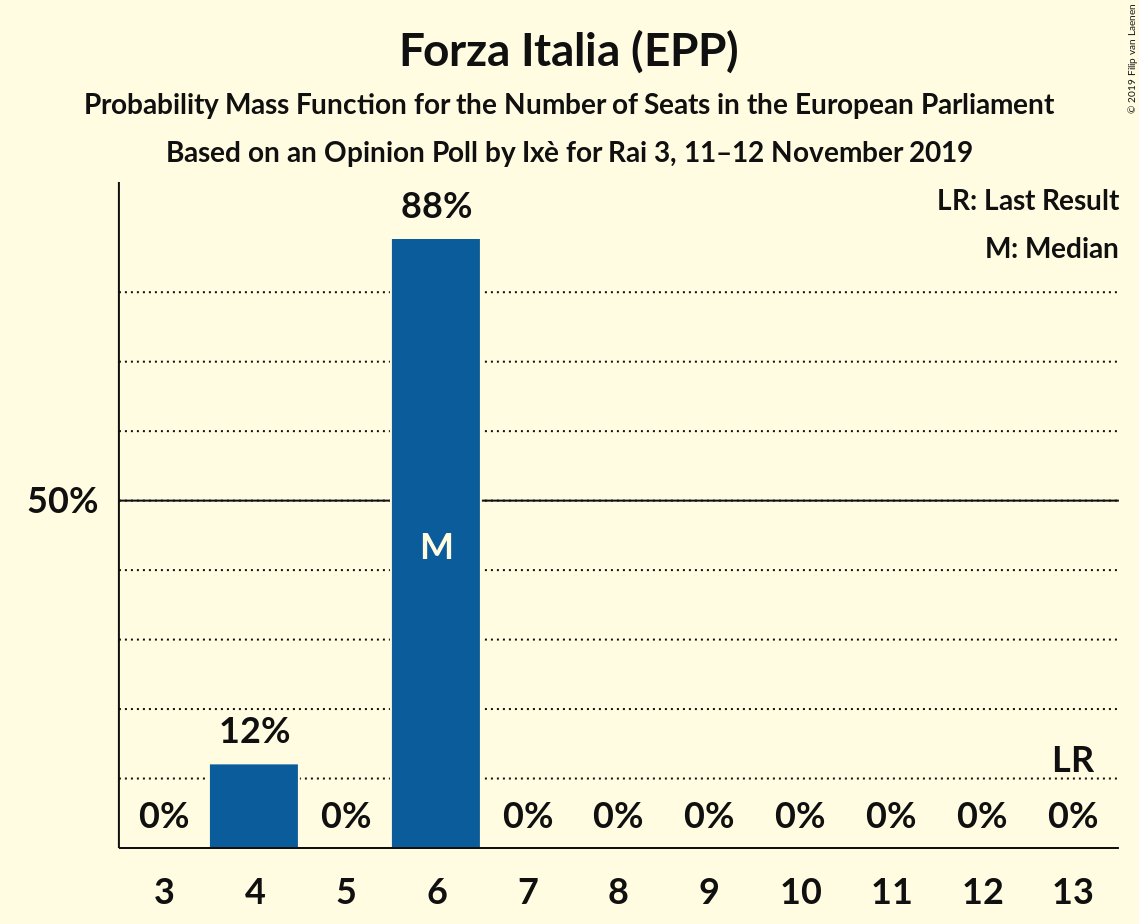 Forza Italia (EPP)
Probability Mass Function for the Number of Seats in the European Parliament
Based on an Opinion Poll by Ixè for Rai 3, 11–12 November 2019
© 2019 Filip van Laenen
LR: Last Result
M: Median
88%
50%
M
12%
LR
0% 0% 0% 0% 0% 0% 0% 0% 0%
3 4 5 6 7 8 9 10 11 12 13